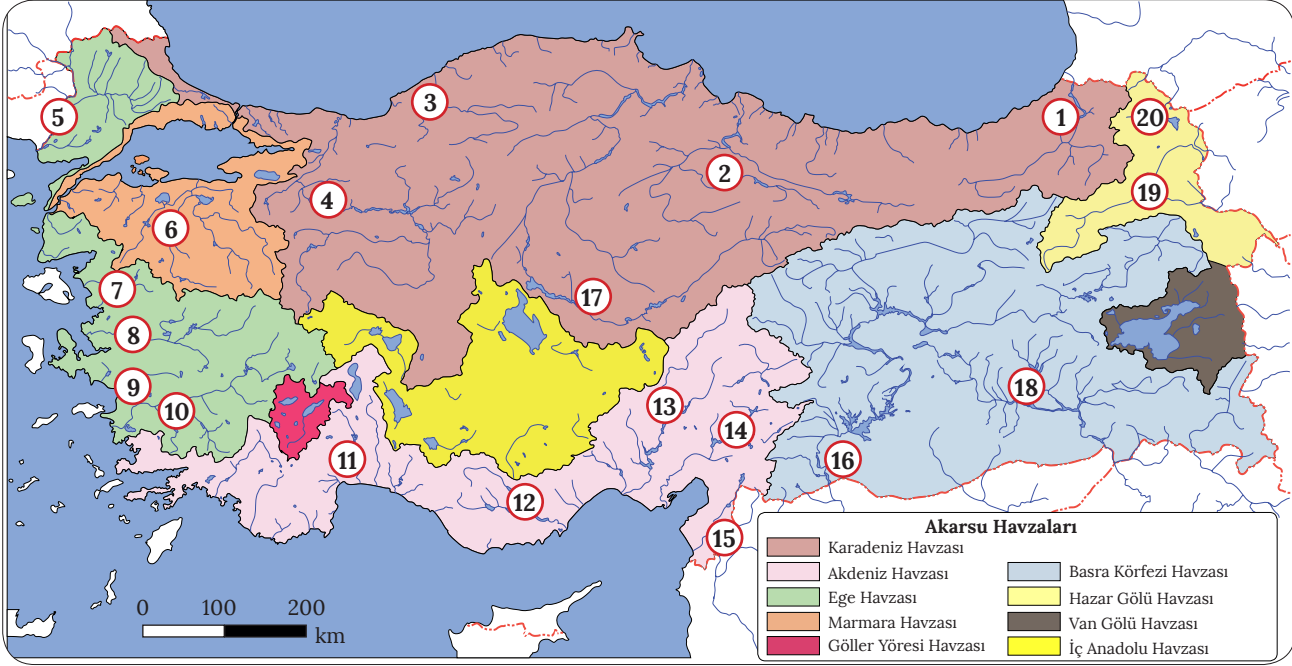 3
1
20
5
2
19
4
6
7
17
8
9
18
10
13
14
11
16
12
15
Akarsu Havzaları
Karadeniz Havzası
Akdeniz Havzası
Ege Havzası
Marmara Havzası
Göller Yöresi Havzası
Basra Körfezi Havzası
Hazar Gölü Havzası
Van Gölü Havzası
İç Anadolu Havzası
0 100 200
km